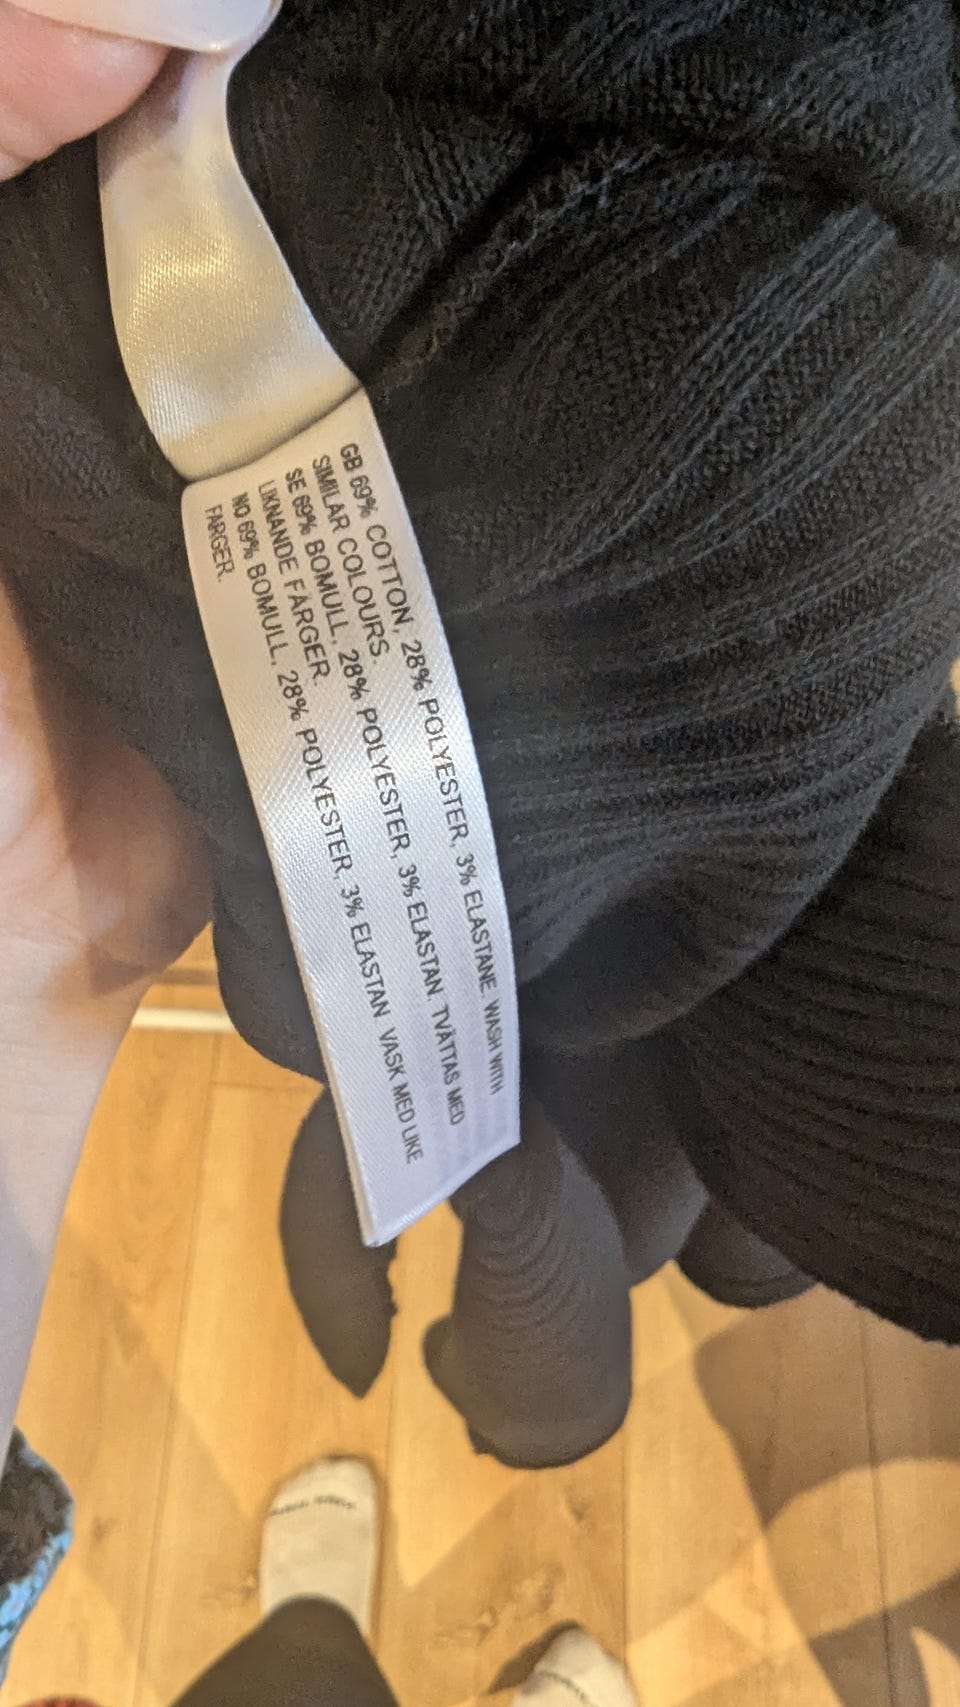 GB 69% COTTON, 28% POLYESTER, 3% ELASTANE. WASH WITH
SIMILAR COLOURS.
SE 69% BOMULL, 28% POLYESTER, 3% ELASTAN. TVÄTTAS MED
LIKNANDE FÄRGER.
NO 69% BOMULL, 28% POLYESTER, 3% ELASTAN VASK MED LIKE
FARGER.